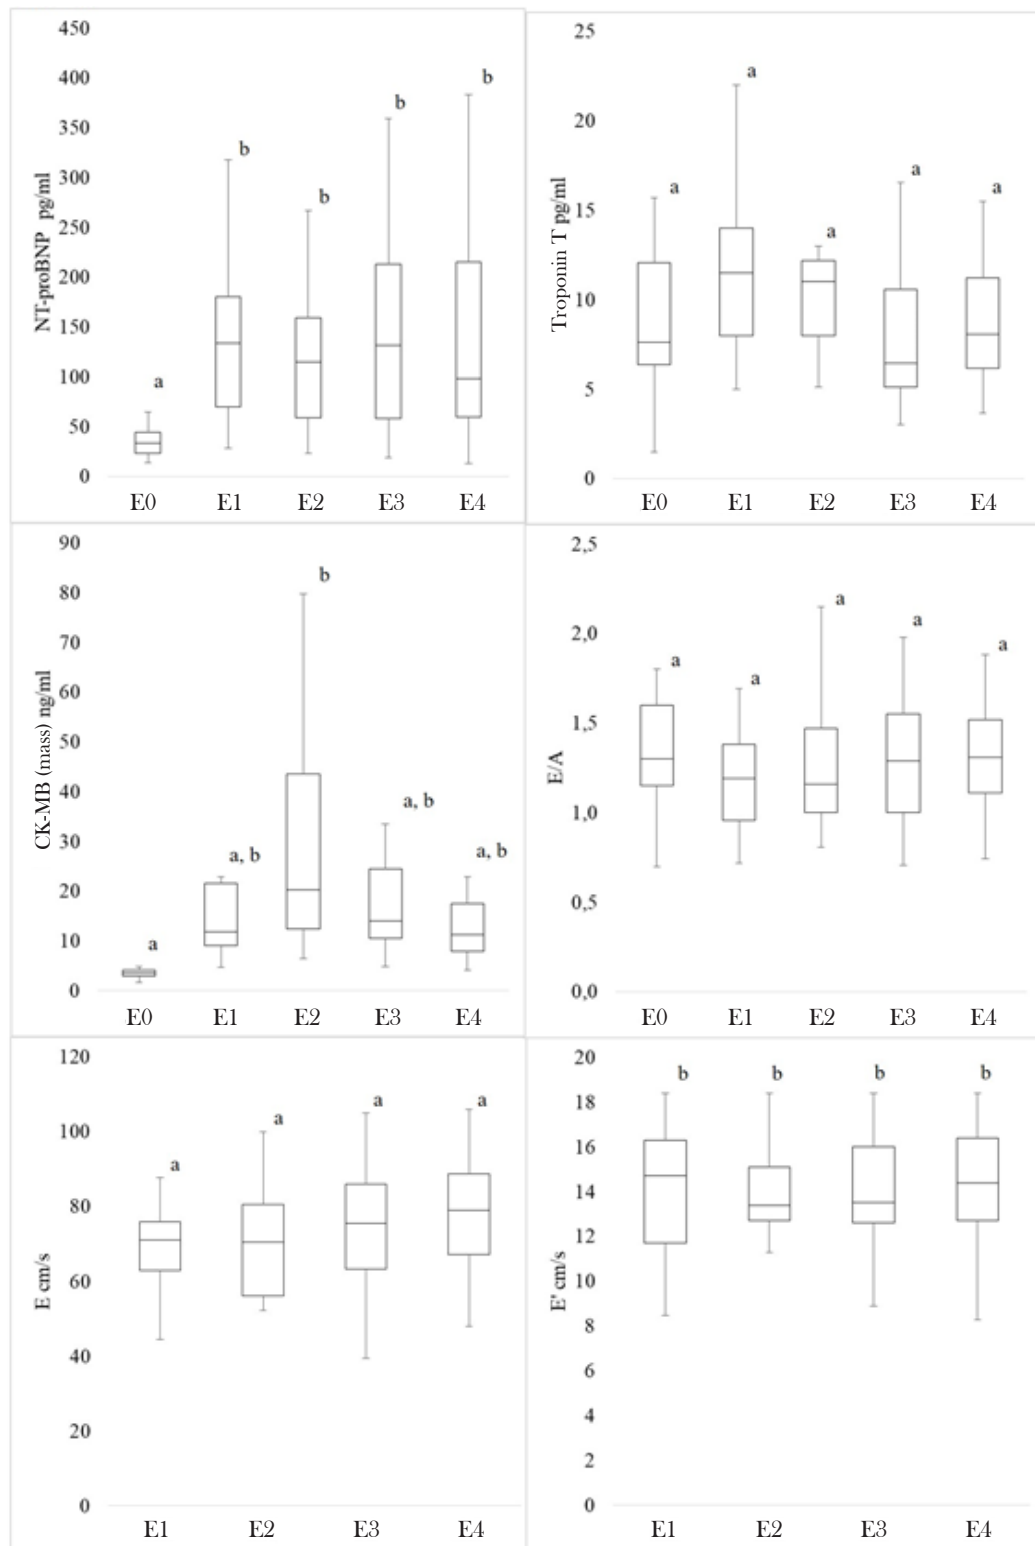 NT-proBNP pg/ml
450
400
350
300
250
200
150
100
50
0
a
b
b
b
b
E0 E1 E2 E3 E4
Troponin T pg/ml
25
20
15
10
5
0
a
a
a
a
a
E0 E1 E2 E3 E4
CK-MB (mass) ng/ml
90
80
70
60
50
40
30
20
10
0
a
a, b
b
a, b
a, b
E0 E1 E2 E3 E4
E/A
2,5
2,0
1,5
1,0
0,5
0,0
a
a
a
a
a
E0 E1 E2 E3 E4
E cm/s
120
100
80
60
40
20
0
a
a
a
a
E1 E2 E3 E4
E' cm/s
20
18
16
14
12
10
8
6
4
2
0
b
b
b
b
E1 E2 E3 E4